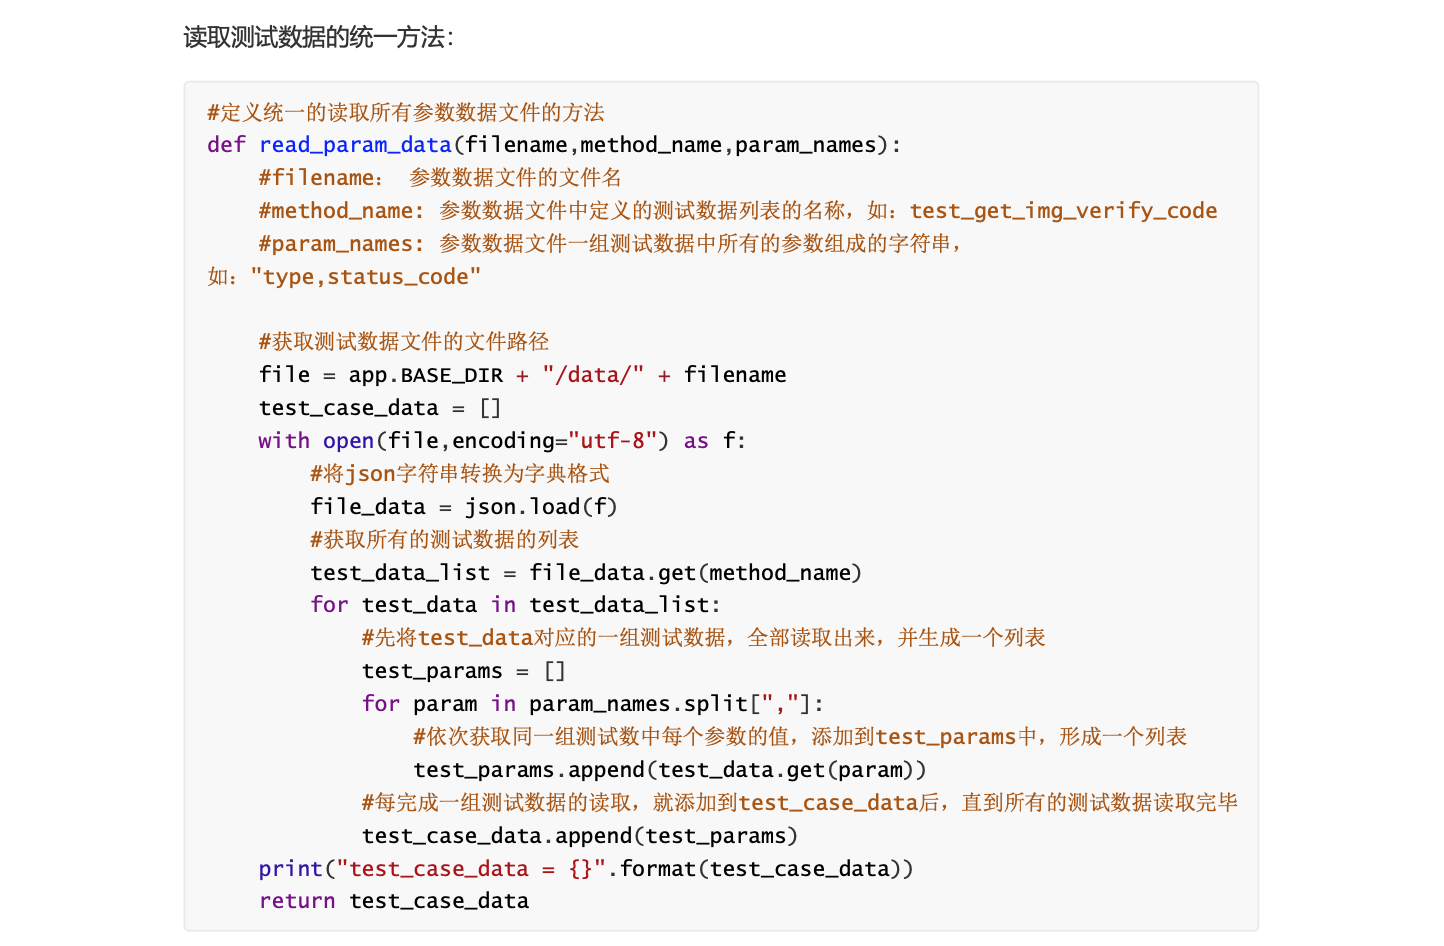 读取测试数据的统一方法：
#定义统一的读取所有参数数据文件的方法
def read_param_data(filename,method_name,param_names):
    #filename： 参数数据文件的文件名
    #method_name: 参数数据文件中定义的测试数据列表的名称，如：test_get_img_verify_code
    #param_names: 参数数据文件一组测试数据中所有的参数组成的字符串，
如："type,status_code"
    #获取测试数据文件的文件路径
    file = app.BASE_DIR + "/data/" + filename
    test_case_data = []
    with open(file,encoding="utf-8") as f:
        #将json字符串转换为字典格式
        file_data = json.load(f)
        #获取所有的测试数据的列表
        test_data_list = file_data.get(method_name)
        for test_data in test_data_list:
            #先将test_data对应的一组测试数据，全部读取出来，并生成一个列表
            test_params = []
            for param in param_names.split[","]:
                #依次获取同一组测试数中每个参数的值，添加到test_params中，形成一个列表
                test_params.append(test_data.get(param))
            #每完成一组测试数据的读取，就添加到test_case_data后，直到所有的测试数据读取完毕
            test_case_data.append(test_params)
    print("test_case_data = {}".format(test_case_data))
    return test_case_data